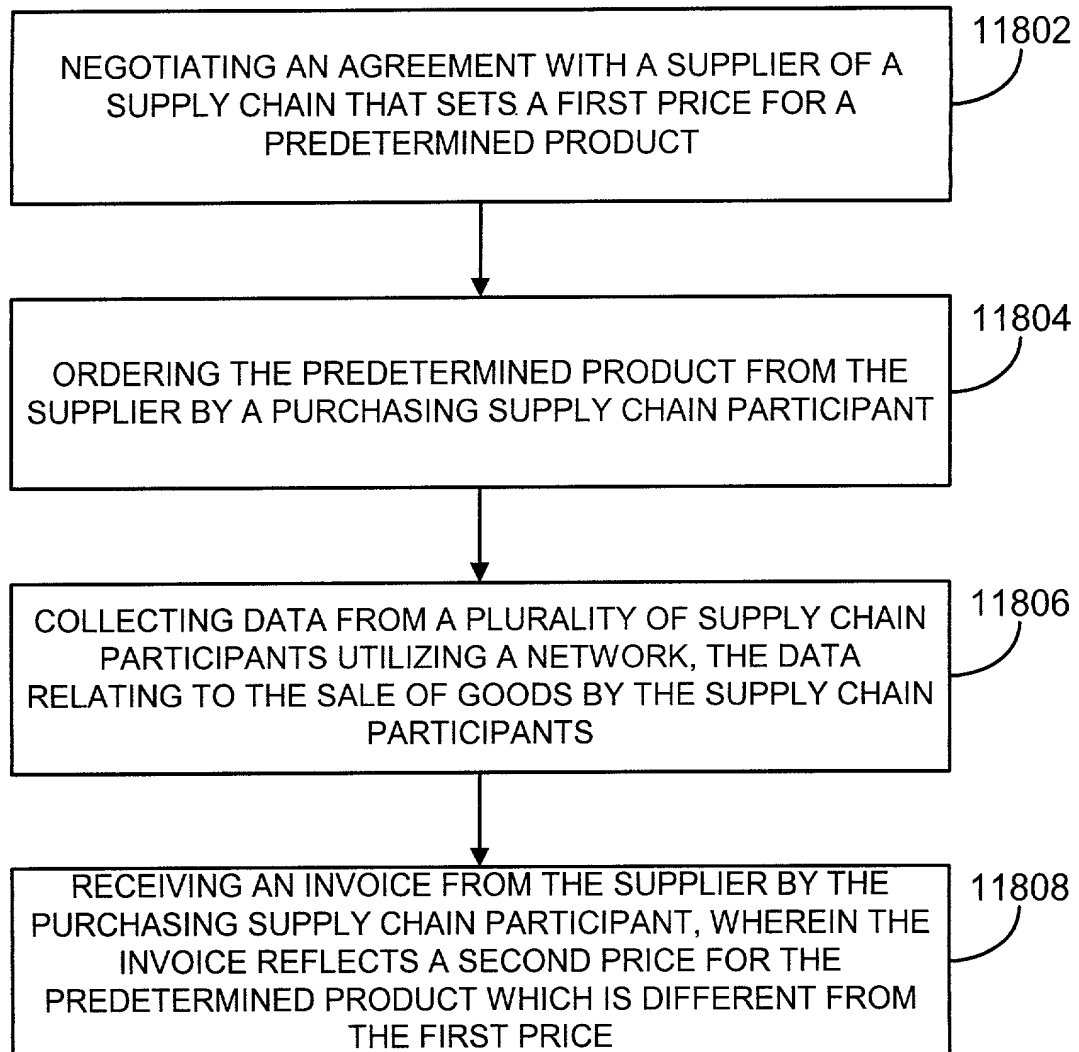 11802
NEGOTIATING AN AGREEMENT WITH A SUPPLIER OF A
SUPPLY CHAIN THAT SETS A FIRST PRICE FOR A
PREDETERMINED PRODUCT
11804
ORDERING THE PREDETERMINED PRODUCT FROM THE
SUPPLIER BY A PURCHASING SUPPLY CHAIN PARTICIPANT
11806
COLLECTING DATA FROM A PLURALITY OF SUPPLY CHAIN
PARTICIPANTS UTILIZING A NETWORK, THE DATA
RELATING TO THE SALE OF GOODS BY THE SUPPLY CHAIN
PARTICIPANTS
11808
RECEIVING AN INVOICE FROM THE SUPPLIER BY THE
PURCHASING SUPPLY CHAIN PARTICIPANT, WHEREIN THE
INVOICE REFLECTS A SECOND PRICE FOR THE
PREDETERMINED PRODUCT WHICH IS DIFFERENT FROM
THE FIRST PRICE